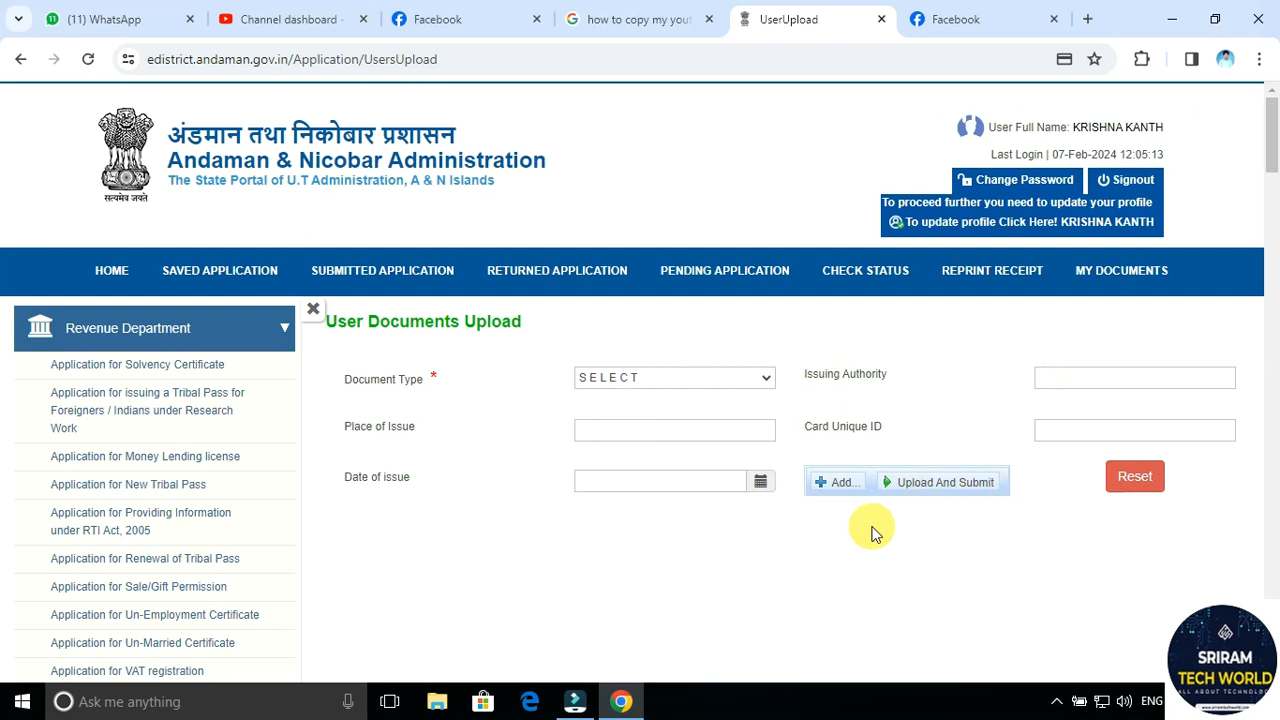 (11) WhatsApp
Channel dashboard -
Facebook
how to copy my yout
UserUpload
Facebook
edistrict.andaman.gov.in/Application/UsersUpload
अंडमान तथा निकोबार प्रशासन
Andaman & Nicobar Administration
The State Portal of U.T Administration, A & N Islands
सत्यमेव जयते
User Full Name: KRISHNA KANTH
Last Login | 07-Feb-2024 12:05:13
Change Password
Signout
To proceed further you need to update your profile
To update profile Click Here! KRISHNA KANTH
HOME
SAVED APPLICATION
SUBMITTED APPLICATION
RETURNED APPLICATION
PENDING APPLICATION
CHECK STATUS
REPRINT RECEIPT
MY DOCUMENTS
Revenue Department
Application for Solvency Certificate
Application for issuing a Tribal Pass for
Foreigners / Indians under Research
Work
Application for Money Lending license
Application for New Tribal Pass
Application for Providing Information
under RTI Act, 2005
Application for Renewal of Tribal Pass
Application for Sale/Gift Permission
Application for Un-Employment Certificate
Application for Un-Married Certificate
Application for VAT registration
User Documents Upload
Document Type *
SELECT
Issuing Authority
Place of Issue
Card Unique ID
Date of issue
Add...
Upload And Submit
Reset
SRIRAM
TECH WORLD
ALL ABOUT TECHNOLOGY
Ask me anything
ENG